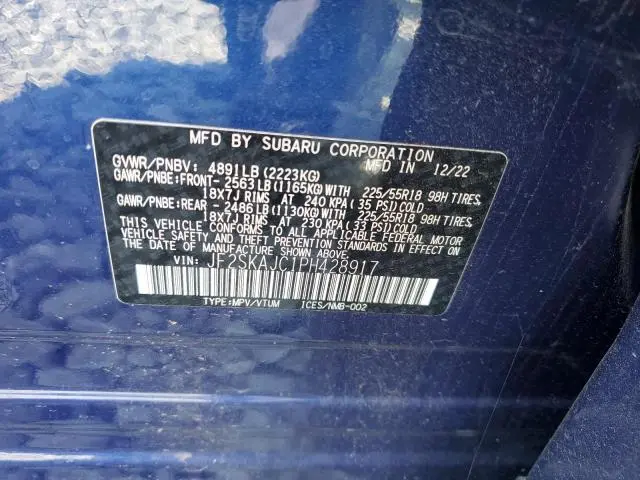 MFD BY SUBARU CORPORATION
GVWR/PNBV: 4891LB (2223KG) MFD IN 12/22
GAWR/PNBE:FRONT- 2563LB (1165KG) WITH 225/55R18 98H TIRES,
18X7J RIMS AT 240 KPA (35 PSI) COLD
GAWR/PNBE:REAR - 2486LB (1130KG) WITH 225/55R18 98H TIRES,
18X7J RIMS AT 230 KPA (33 PSI) COLD
THIS VEHICLE CONFORMS TO ALL APPLICABLE FEDERAL MOTOR
VEHICLE SAFETY AND THEFT PREVENTION STANDARDS IN EFFECT ON
THE DATE OF MANUFACTURE SHOWN ABOVE.
VIN: JF2SKAJC1PH428917
TYPE:MPV/VTUM ICES/NMB-002